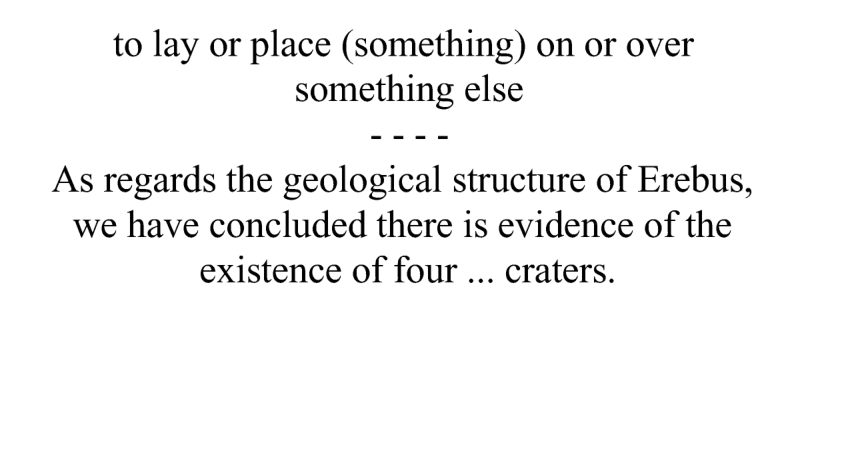 to lay or place (something) on or over
something else
- - - -
As regards the geological structure of Erebus,
we have concluded there is evidence of the
existence of four ... craters.